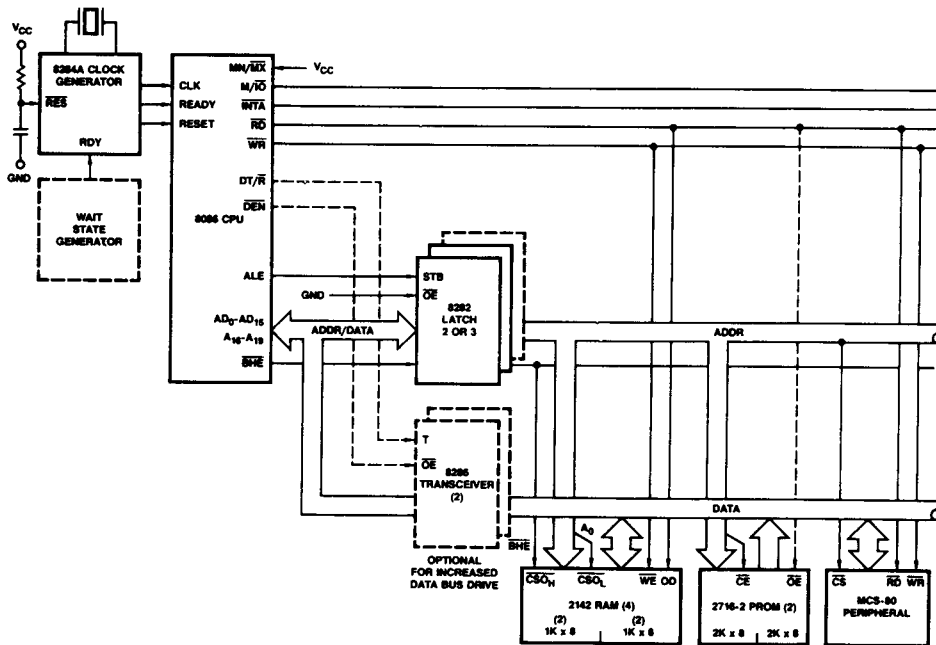 VCC
8284A CLOCK
GENERATOR
RES
RDY
GND
WAIT
STATE
GENERATOR
CLK
READY
RESET
8086 CPU
MN/MX
VCC
M/IO
INTA
RD
WR
DT/R
DEN
ALE
AD0-AD15
A16-A19
BHE
ADDR/DATA
GND
STB
OE
8282
LATCH
2 OR 3
ADDR
T
OE
8286
TRANSCEIVER
(2)
DATA
OPTIONAL
FOR INCREASED
DATA BUS DRIVE
BHE
A0
CSOH
CSOL
WE
OD
2142 RAM (4)
(2)
(2)
1K x 8
1K x 8
CE
OE
2716-2 PROM (2)
2K x 8
2K x 8
CS
RD
WR
MCS-80
PERIPHERAL